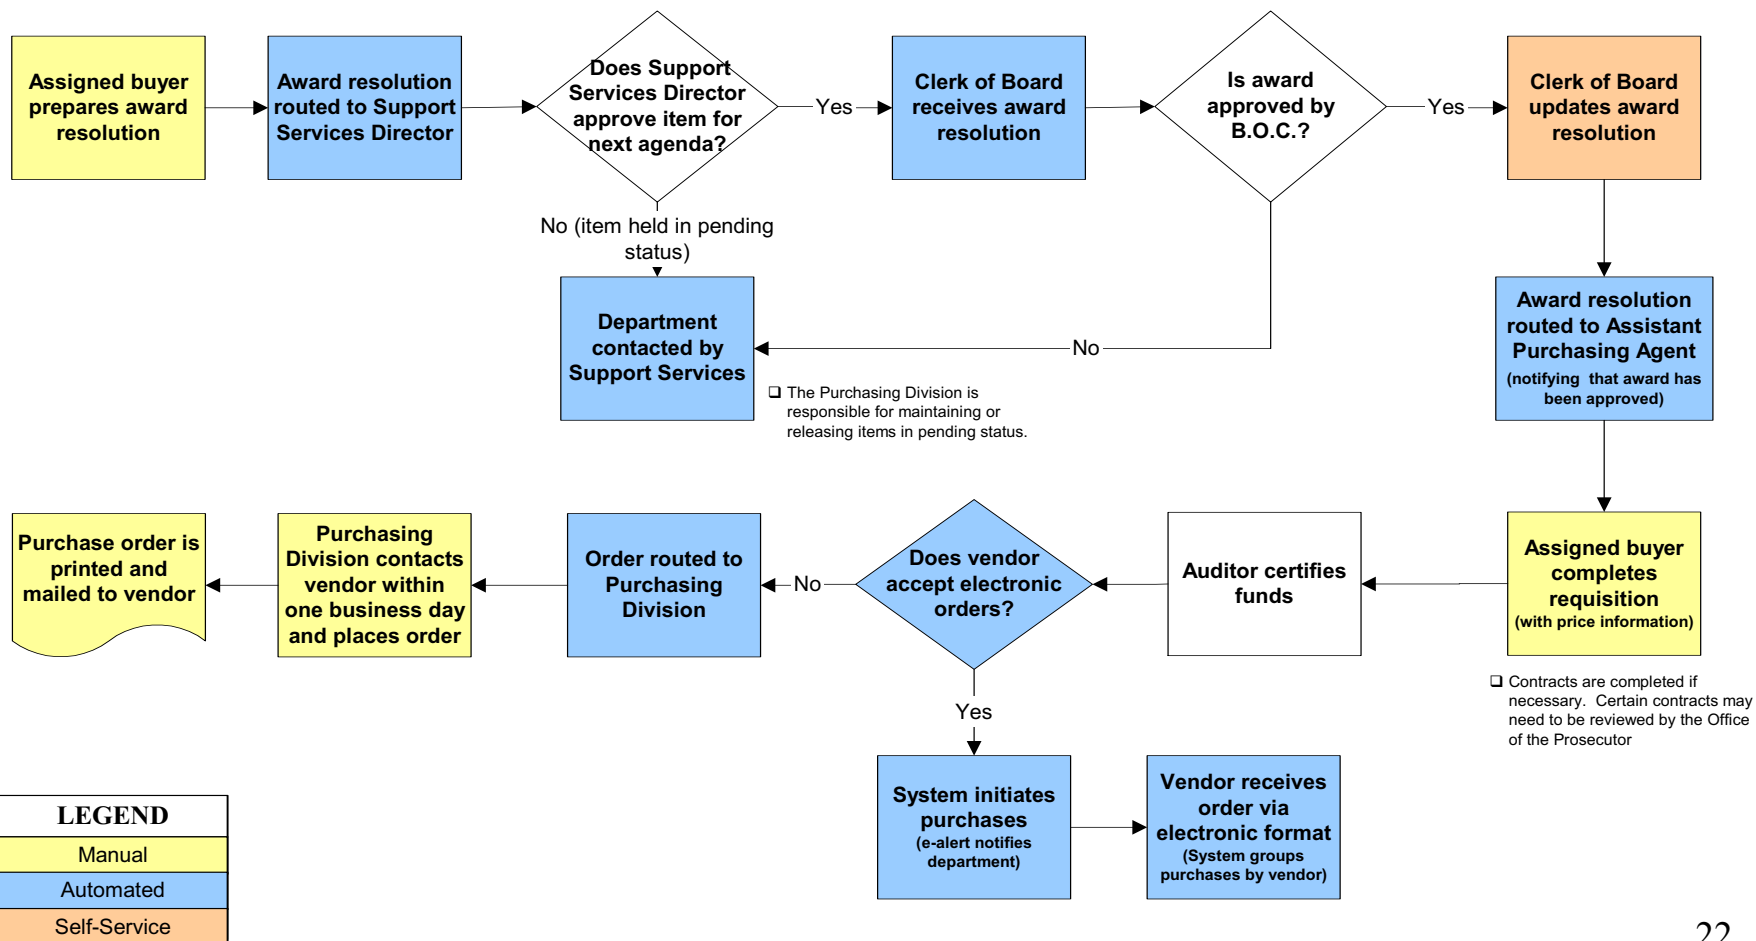 Assigned buyer
prepares award
resolution
Award resolution
routed to Support
Services Director
Does Support
Services Director
approve item for
next agenda?
Yes
Clerk of Board
receives award
resolution
Is award
approved by
B.O.C.?
Yes
Clerk of Board
updates award
resolution
No (item held in pending
status)
Department
contacted by
Support Services
No
❑ The Purchasing Division is
responsible for maintaining or
releasing items in pending status.
Award resolution
routed to Assistant
Purchasing Agent
(notifying that award has
been approved)
Purchase order is
printed and
mailed to vendor
Purchasing
Division contacts
vendor within
one business day
and places order
Order routed to
Purchasing
Division
No
Does vendor
accept electronic
orders?
Auditor certifies
funds
Assigned buyer
completes
requisition
(with price information)
❑ Contracts are completed if
necessary. Certain contracts may
need to be reviewed by the Office
of the Prosecutor
Yes
System initiates
purchases
(e-alert notifies
department)
Vendor receives
order via
electronic format
(System groups
purchases by vendor)
LEGEND
Manual
Automated
Self-Service
22